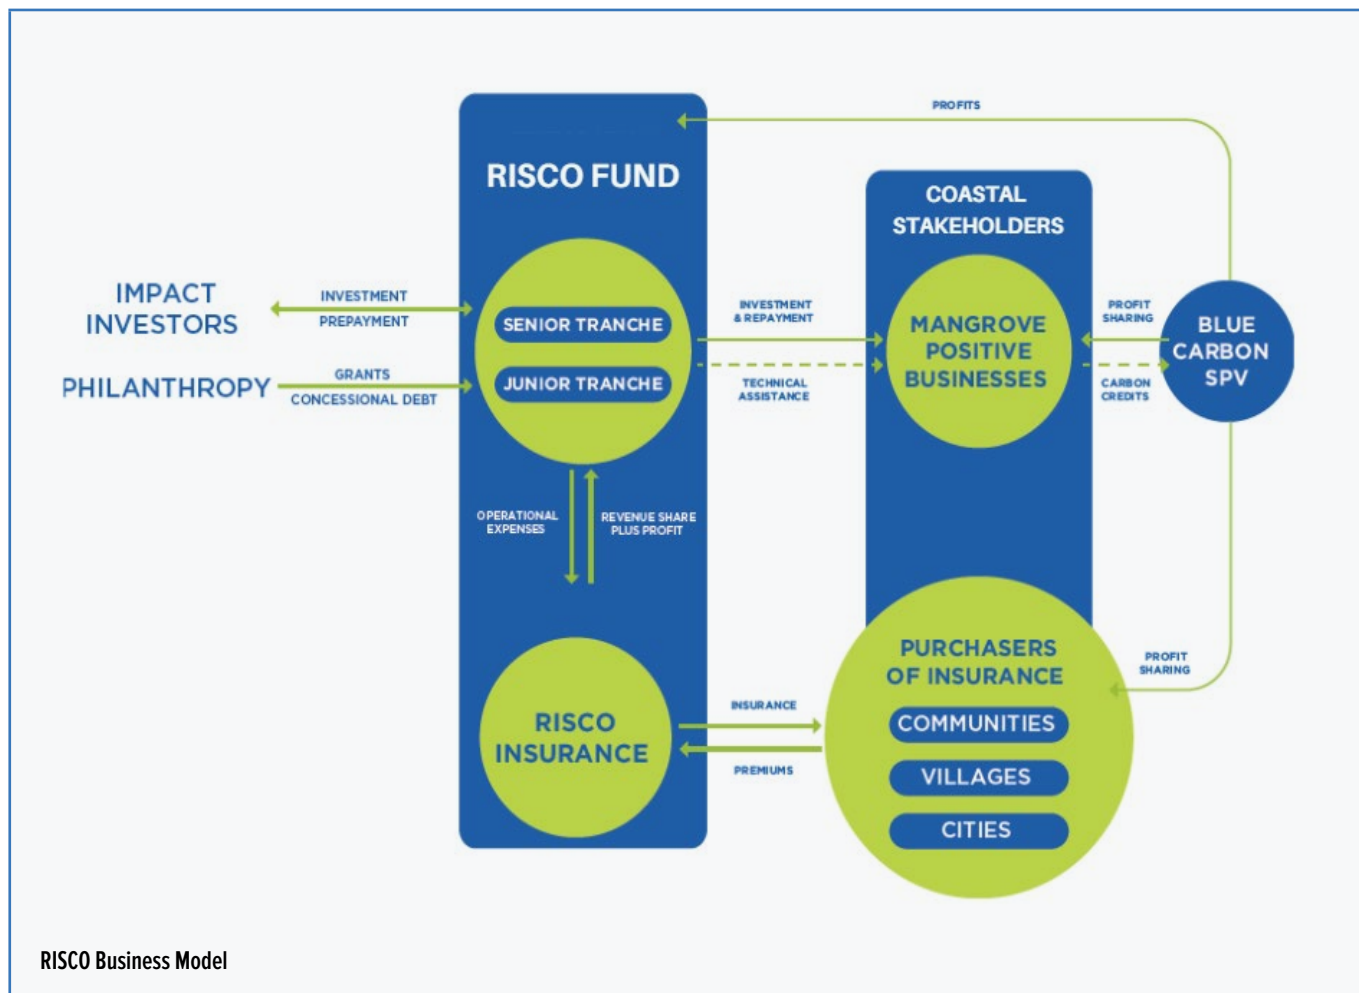 PROFITS
RISCO FUND
COASTAL
STAKEHOLDERS
IMPACT
INVESTORS
INVESTMENT
PREPAYMENT
PHILANTHROPY
GRANTS
CONCESSIONAL DEBT
SENIOR TRANCHE
JUNIOR TRANCHE
INVESTMENT
& REPAYMENT
TECHNICAL
ASSISTANCE
MANGROVE
POSITIVE
BUSINESSES
PROFIT
SHARING
CARBON
CREDITS
BLUE
CARBON
SPV
OPERATIONAL
EXPENSES
REVENUE SHARE
PLUS PROFIT
RISCO
INSURANCE
INSURANCE
PREMIUMS
PURCHASERS
OF INSURANCE
COMMUNITIES
VILLAGES
CITIES
PROFIT
SHARING
RISCO Business Model